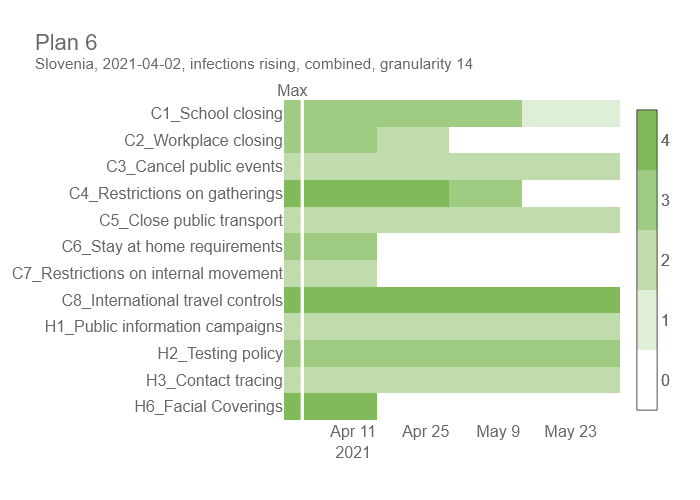 Plan 6
Slovenia, 2021-04-02, infections rising, combined, granularity 14
Max
C1_School closing
C2_Workplace closing
C3_Cancel public events
C4_Restrictions on gatherings
C5_Close public transport
C6_Stay at home requirements
C7_Restrictions on internal movement
C8_International travel controls
H1_Public information campaigns
H2_Testing policy
H3_Contact tracing
H6_Facial Coverings
Apr 11 Apr 25 May 9 May 23
2021
4
3
2
1
0